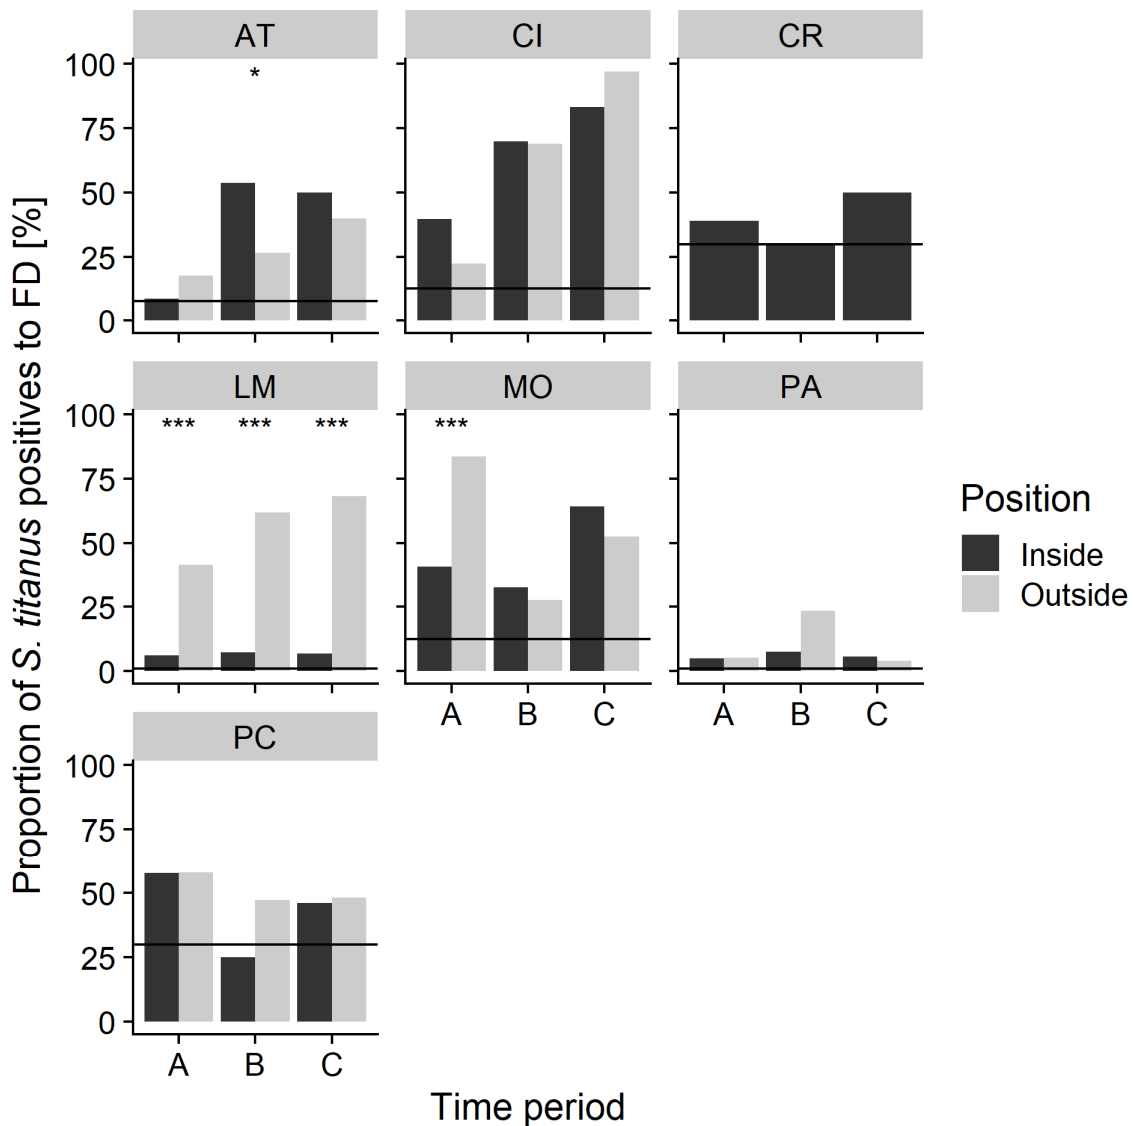 AT CI CR
* 
100
75
50
25
0
LM MO PA
*** *** *** ***
100
75
50
25
0
A B C A B C
PC
100
75
50
25
0
A B C
Time period
Proportion of S. titanus positives to FD [%]
Position
Inside
Outside